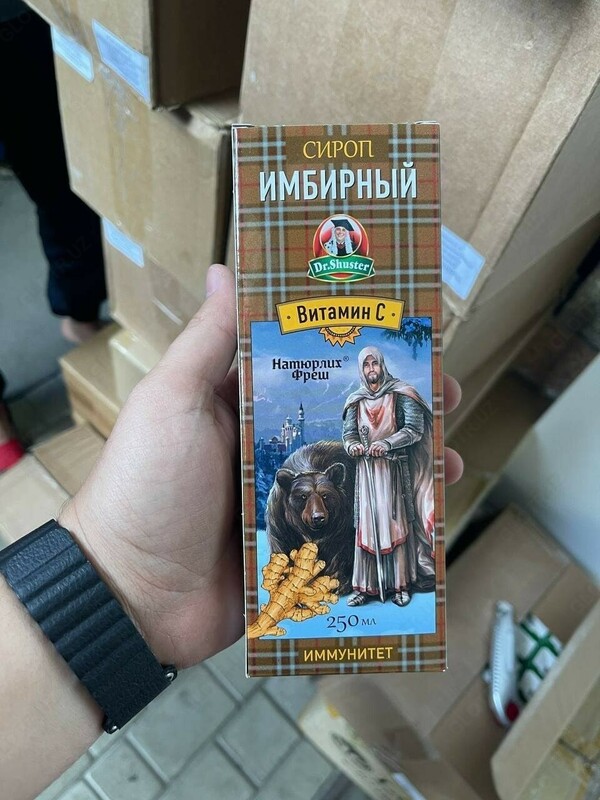 СИРОП
ИМБИРНЫЙ
Dr.Shuster
· Витамин С ·
Натюрлих®
Фреш
250 мл
ИММУНИТЕТ